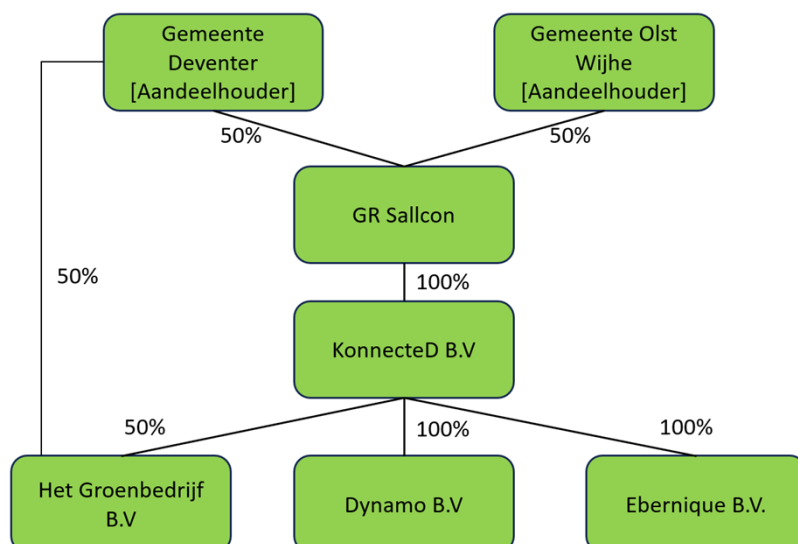 Gemeente
Deventer
[Aandeelhouder]
Gemeente Olst
Wijhe
[Aandeelhouder]
50%
50%
GR Sallcon
50%
100%
KonnecteD B.V
50%
100%
100%
Het Groenbedrijf
B.V
Dynamo B.V
Ebernique B.V.